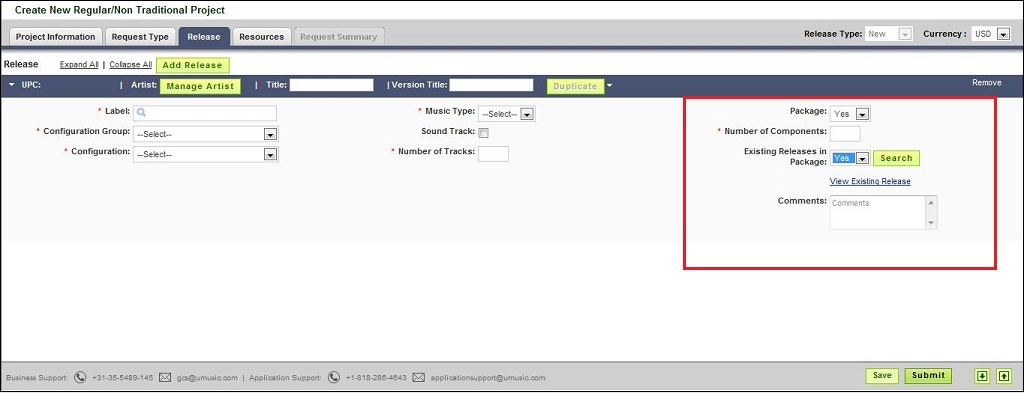 Create New Regular/Non Traditional Project
Project Information Request Type Release Resources Request Summary Release Type: New Currency : USD
Release Expand All | Collapse All Add Release
UPC: | * Artist: Manage Artist | * Title: | Version Title: Duplicate Remove
* Label: * Music Type: --Select-- Package: Yes
* Configuration Group: --Select-- Sound Track: * Number of Components:
* Configuration: --Select-- * Number of Tracks: Existing Releases in Package: Yes Search
View Existing Release
Comments: Comments
Business Support: +31-35-5489-146 gcs@umusic.com | Application Support: +1-818-286-4643 applicationsupport@umusic.com Save Submit